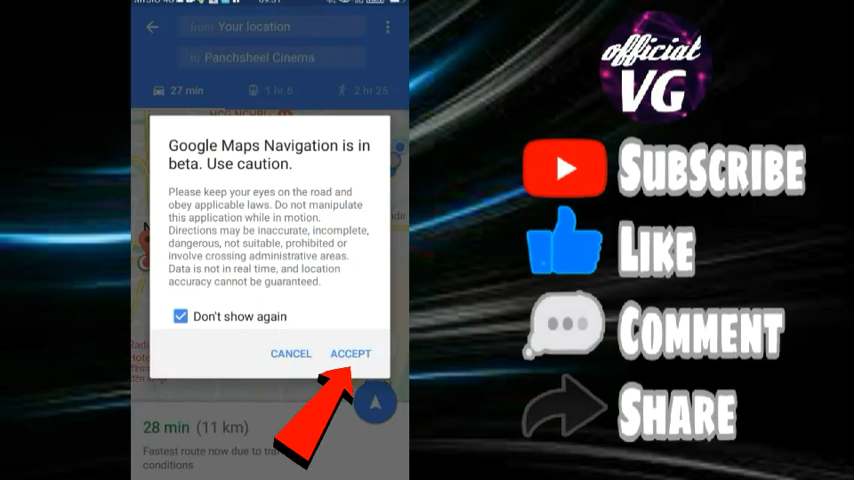 09:31
from Your location
to Panchsheel Cinema
27 min
1 hr 6
2 hr 25
Google Maps Navigation is in
beta. Use caution.
Please keep your eyes on the road and
obey applicable laws. Do not manipulate
this application while in motion.
Directions may be inaccurate, incomplete,
dangerous, not suitable, prohibited or
involve crossing administrative areas.
Data is not in real time, and location
accuracy cannot be guaranteed.
Don't show again
CANCEL
ACCEPT
28 min (11 km)
Fastest route now due to
conditions
official
VG
SUBSCRIBE
LIKE
COMMENT
SHARE